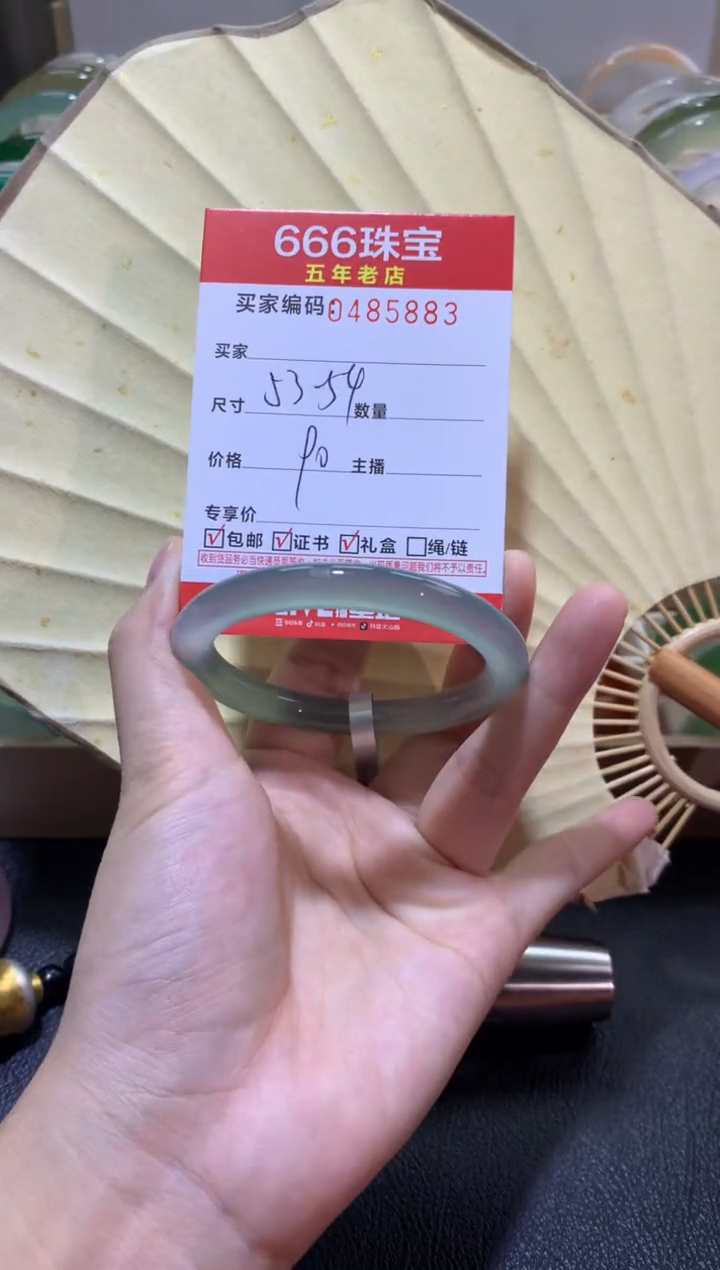 666珠宝
五年老店
买家编码:0485883
买家
尺寸 53 54 数量
价格 90 主播
专享价
包邮 证书 礼盒 绳/链